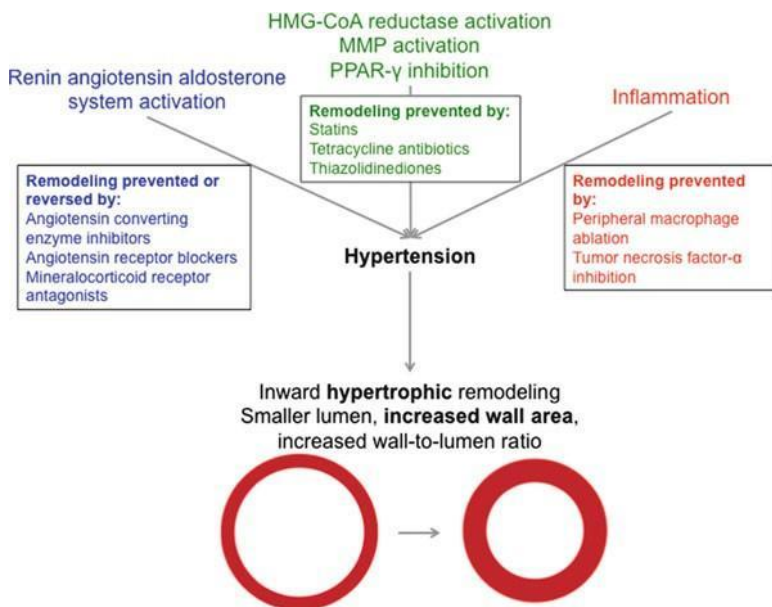 HMG-CoA reductase activation
MMP activation
PPAR-γ inhibition
Renin angiotensin aldosterone
system activation
Inflammation
Remodeling prevented by:
Statins
Tetracycline antibiotics
Thiazolidinediones
Remodeling prevented or
reversed by:
Angiotensin converting
enzyme inhibitors
Angiotensin receptor blockers
Mineralocorticoid receptor
antagonists
Remodeling prevented
by:
Peripheral macrophage
ablation
Tumor necrosis factor-α
inhibition
Hypertension
Inward hypertrophic remodeling
Smaller lumen, increased wall area,
increased wall-to-lumen ratio